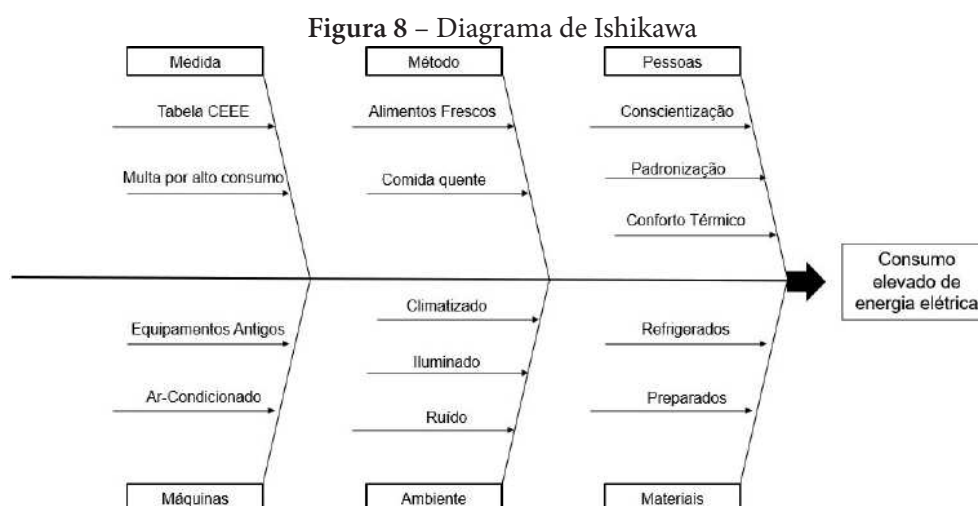 Figura 8 – Diagrama de Ishikawa
Medida
Método
Pessoas
Tabela CEEE
Alimentos Frescos
Conscientização
Multa por alto consumo
Comida quente
Padronização
Conforto Térmico
Consumo
elevado de
energia elétrica
Climatizado
Equipamentos Antigos
Refrigerados
Iluminado
Ar-Condicionado
Preparados
Ruído
Máquinas
Ambiente
Materiais